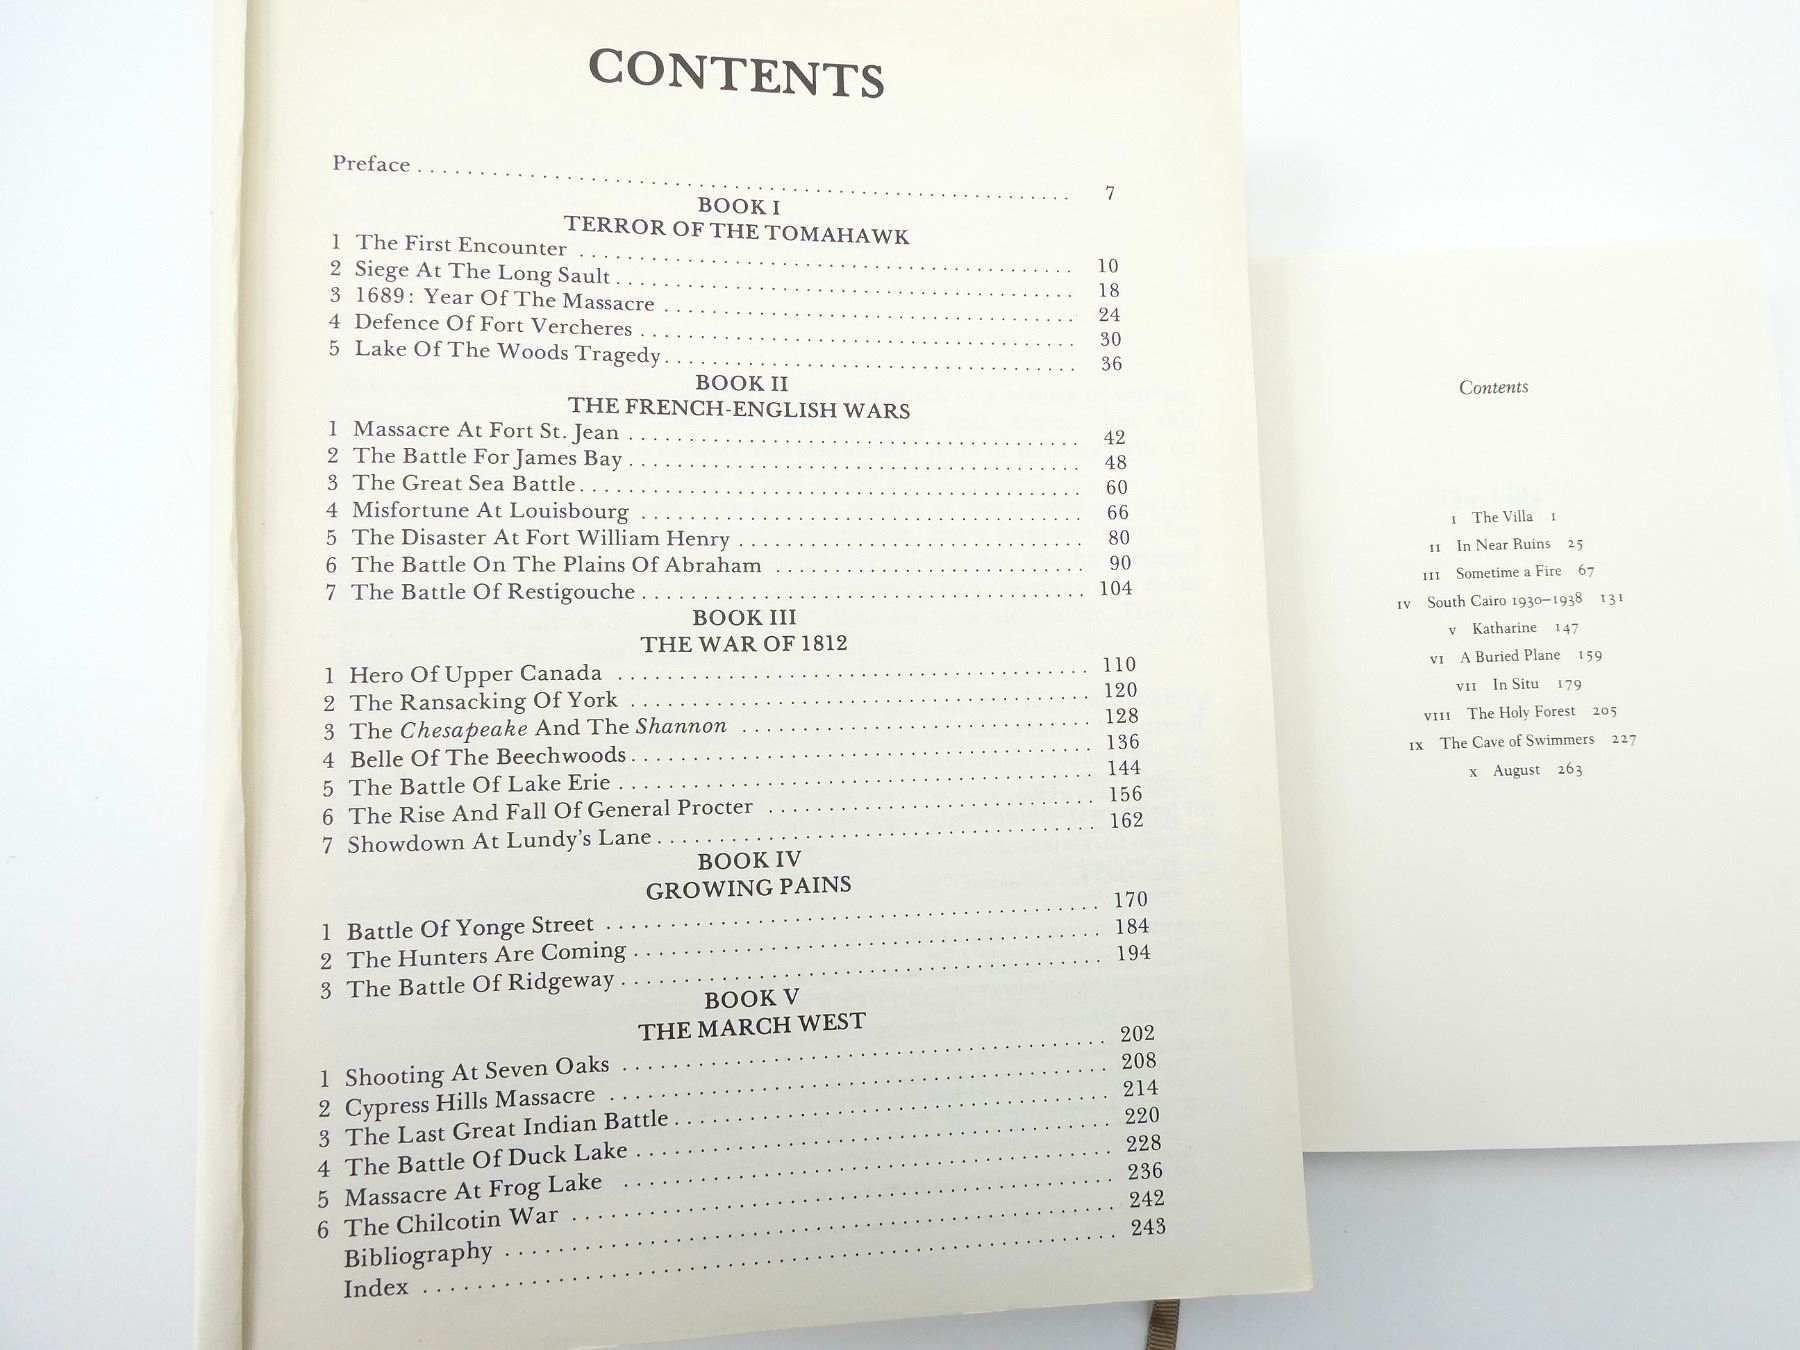 CONTENTS
Preface . . . . . . . . . . . . . . . . . . . . . . . . . . . . . . . . . . . . . . . . . . . . . . . . . . 7
BOOK I
TERROR OF THE TOMAHAWK
1 The First Encounter . . . . . . . . . . . . . . . . . . . . . . . . . . . . . . . . . . . . . . 10
2 Siege At The Long Sault . . . . . . . . . . . . . . . . . . . . . . . . . . . . . . . . . . . 18
3 1689: Year Of The Massacre . . . . . . . . . . . . . . . . . . . . . . . . . . . . . . . 24
4 Defence Of Fort Vercheres . . . . . . . . . . . . . . . . . . . . . . . . . . . . . . . . . 30
5 Lake Of The Woods Tragedy . . . . . . . . . . . . . . . . . . . . . . . . . . . . . . . 36
BOOK II
THE FRENCH-ENGLISH WARS
1 Massacre At Fort St. Jean . . . . . . . . . . . . . . . . . . . . . . . . . . . . . . . . . . 42
2 The Battle For James Bay . . . . . . . . . . . . . . . . . . . . . . . . . . . . . . . . . . 48
3 The Great Sea Battle . . . . . . . . . . . . . . . . . . . . . . . . . . . . . . . . . . . . . . 60
4 Misfortune At Louisbourg . . . . . . . . . . . . . . . . . . . . . . . . . . . . . . . . . 66
5 The Disaster At Fort William Henry . . . . . . . . . . . . . . . . . . . . . . . . . 80
6 The Battle On The Plains Of Abraham . . . . . . . . . . . . . . . . . . . . . . . 90
7 The Battle Of Restigouche . . . . . . . . . . . . . . . . . . . . . . . . . . . . . . . . . 104
BOOK III
THE WAR OF 1812
1 Hero Of Upper Canada . . . . . . . . . . . . . . . . . . . . . . . . . . . . . . . . . . . 110
2 The Ransacking Of York . . . . . . . . . . . . . . . . . . . . . . . . . . . . . . . . . . 120
3 The Chesapeake And The Shannon . . . . . . . . . . . . . . . . . . . . . . . . . . 128
4 Belle Of The Beechwoods . . . . . . . . . . . . . . . . . . . . . . . . . . . . . . . . . . 136
5 The Battle Of Lake Erie . . . . . . . . . . . . . . . . . . . . . . . . . . . . . . . . . . . 144
6 The Rise And Fall Of General Procter . . . . . . . . . . . . . . . . . . . . . . . . 156
7 Showdown At Lundy's Lane . . . . . . . . . . . . . . . . . . . . . . . . . . . . . . . . 162
BOOK IV
GROWING PAINS
1 Battle Of Yonge Street . . . . . . . . . . . . . . . . . . . . . . . . . . . . . . . . . . . . 170
2 The Hunters Are Coming . . . . . . . . . . . . . . . . . . . . . . . . . . . . . . . . . . 184
3 The Battle Of Ridgeway . . . . . . . . . . . . . . . . . . . . . . . . . . . . . . . . . . . 194
BOOK V
THE MARCH WEST
1 Shooting At Seven Oaks . . . . . . . . . . . . . . . . . . . . . . . . . . . . . . . . . . . 202
2 Cypress Hills Massacre . . . . . . . . . . . . . . . . . . . . . . . . . . . . . . . . . . . . 208
3 The Last Great Indian Battle . . . . . . . . . . . . . . . . . . . . . . . . . . . . . . . 214
4 The Battle Of Duck Lake . . . . . . . . . . . . . . . . . . . . . . . . . . . . . . . . . . 220
5 Massacre At Frog Lake . . . . . . . . . . . . . . . . . . . . . . . . . . . . . . . . . . . . 228
6 The Chilcotin War . . . . . . . . . . . . . . . . . . . . . . . . . . . . . . . . . . . . . . . 236
Bibliography . . . . . . . . . . . . . . . . . . . . . . . . . . . . . . . . . . . . . . . . . . . . 242
Index . . . . . . . . . . . . . . . . . . . . . . . . . . . . . . . . . . . . . . . . . . . . . . . . . 243
Contents
I The Villa 1
II In Near Ruins 25
III Sometime a Fire 67
IV South Cairo 1930–1938 131
V Katharine 147
VI A Buried Plane 159
VII In Situ 179
VIII The Holy Forest 205
IX The Cave of Swimmers 227
X August 263